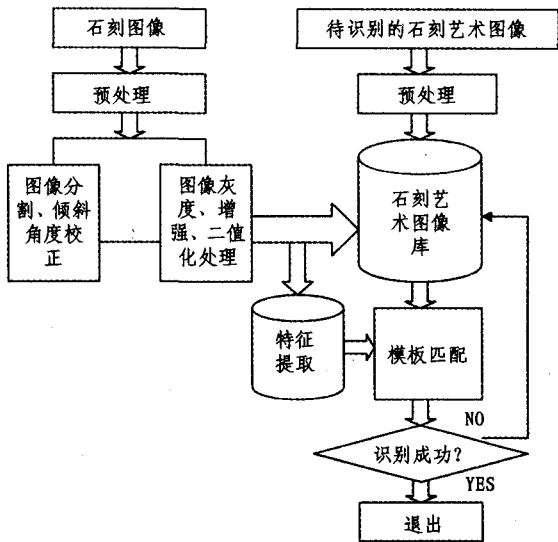 石刻图像
待识别的石刻艺术图像
预处理
预处理
图像分
割、倾斜
角度校
正
图像灰
度、增
强、二值
化处理
石刻艺
术图像
库
特征
提取
模板匹配
NO
识别成功?
YES
退出